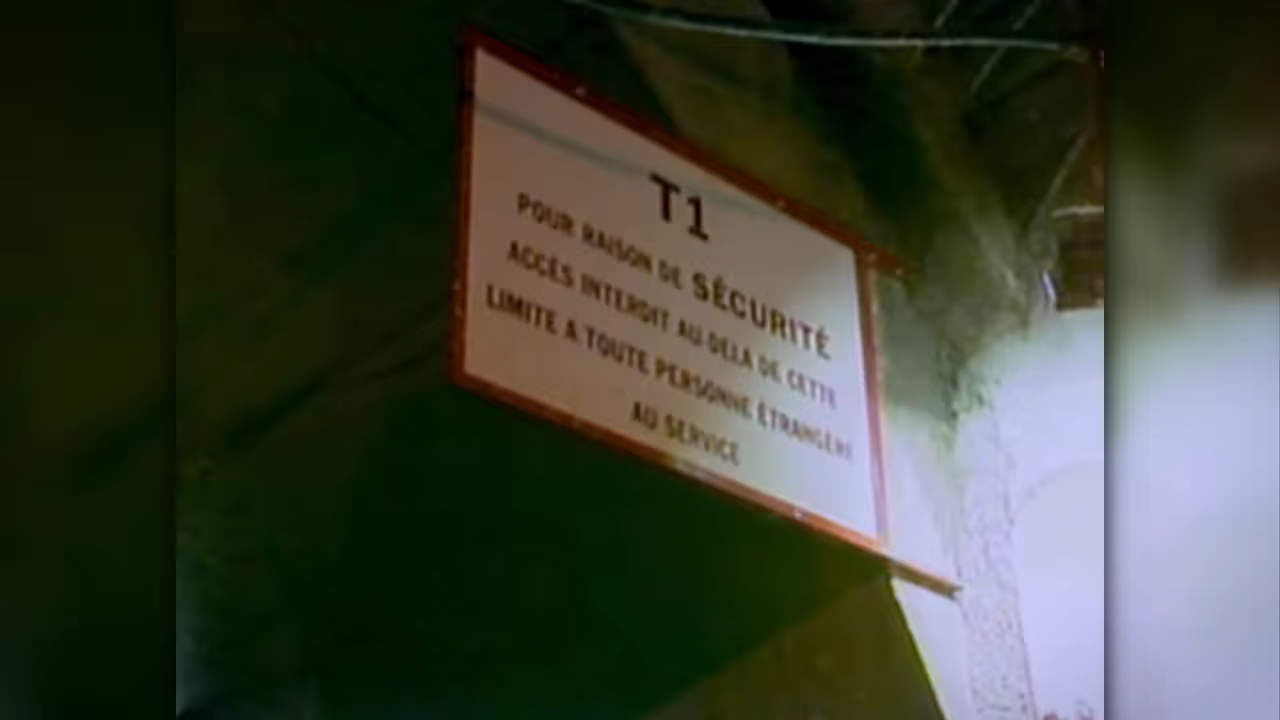 T1
POUR RAISON DE SÉCURITÉ
ACCÈS INTERDIT AU-DELA DE CETTE
LIMITE A TOUTE PERSONNE ÉTRANGÈRE
AU SERVICE